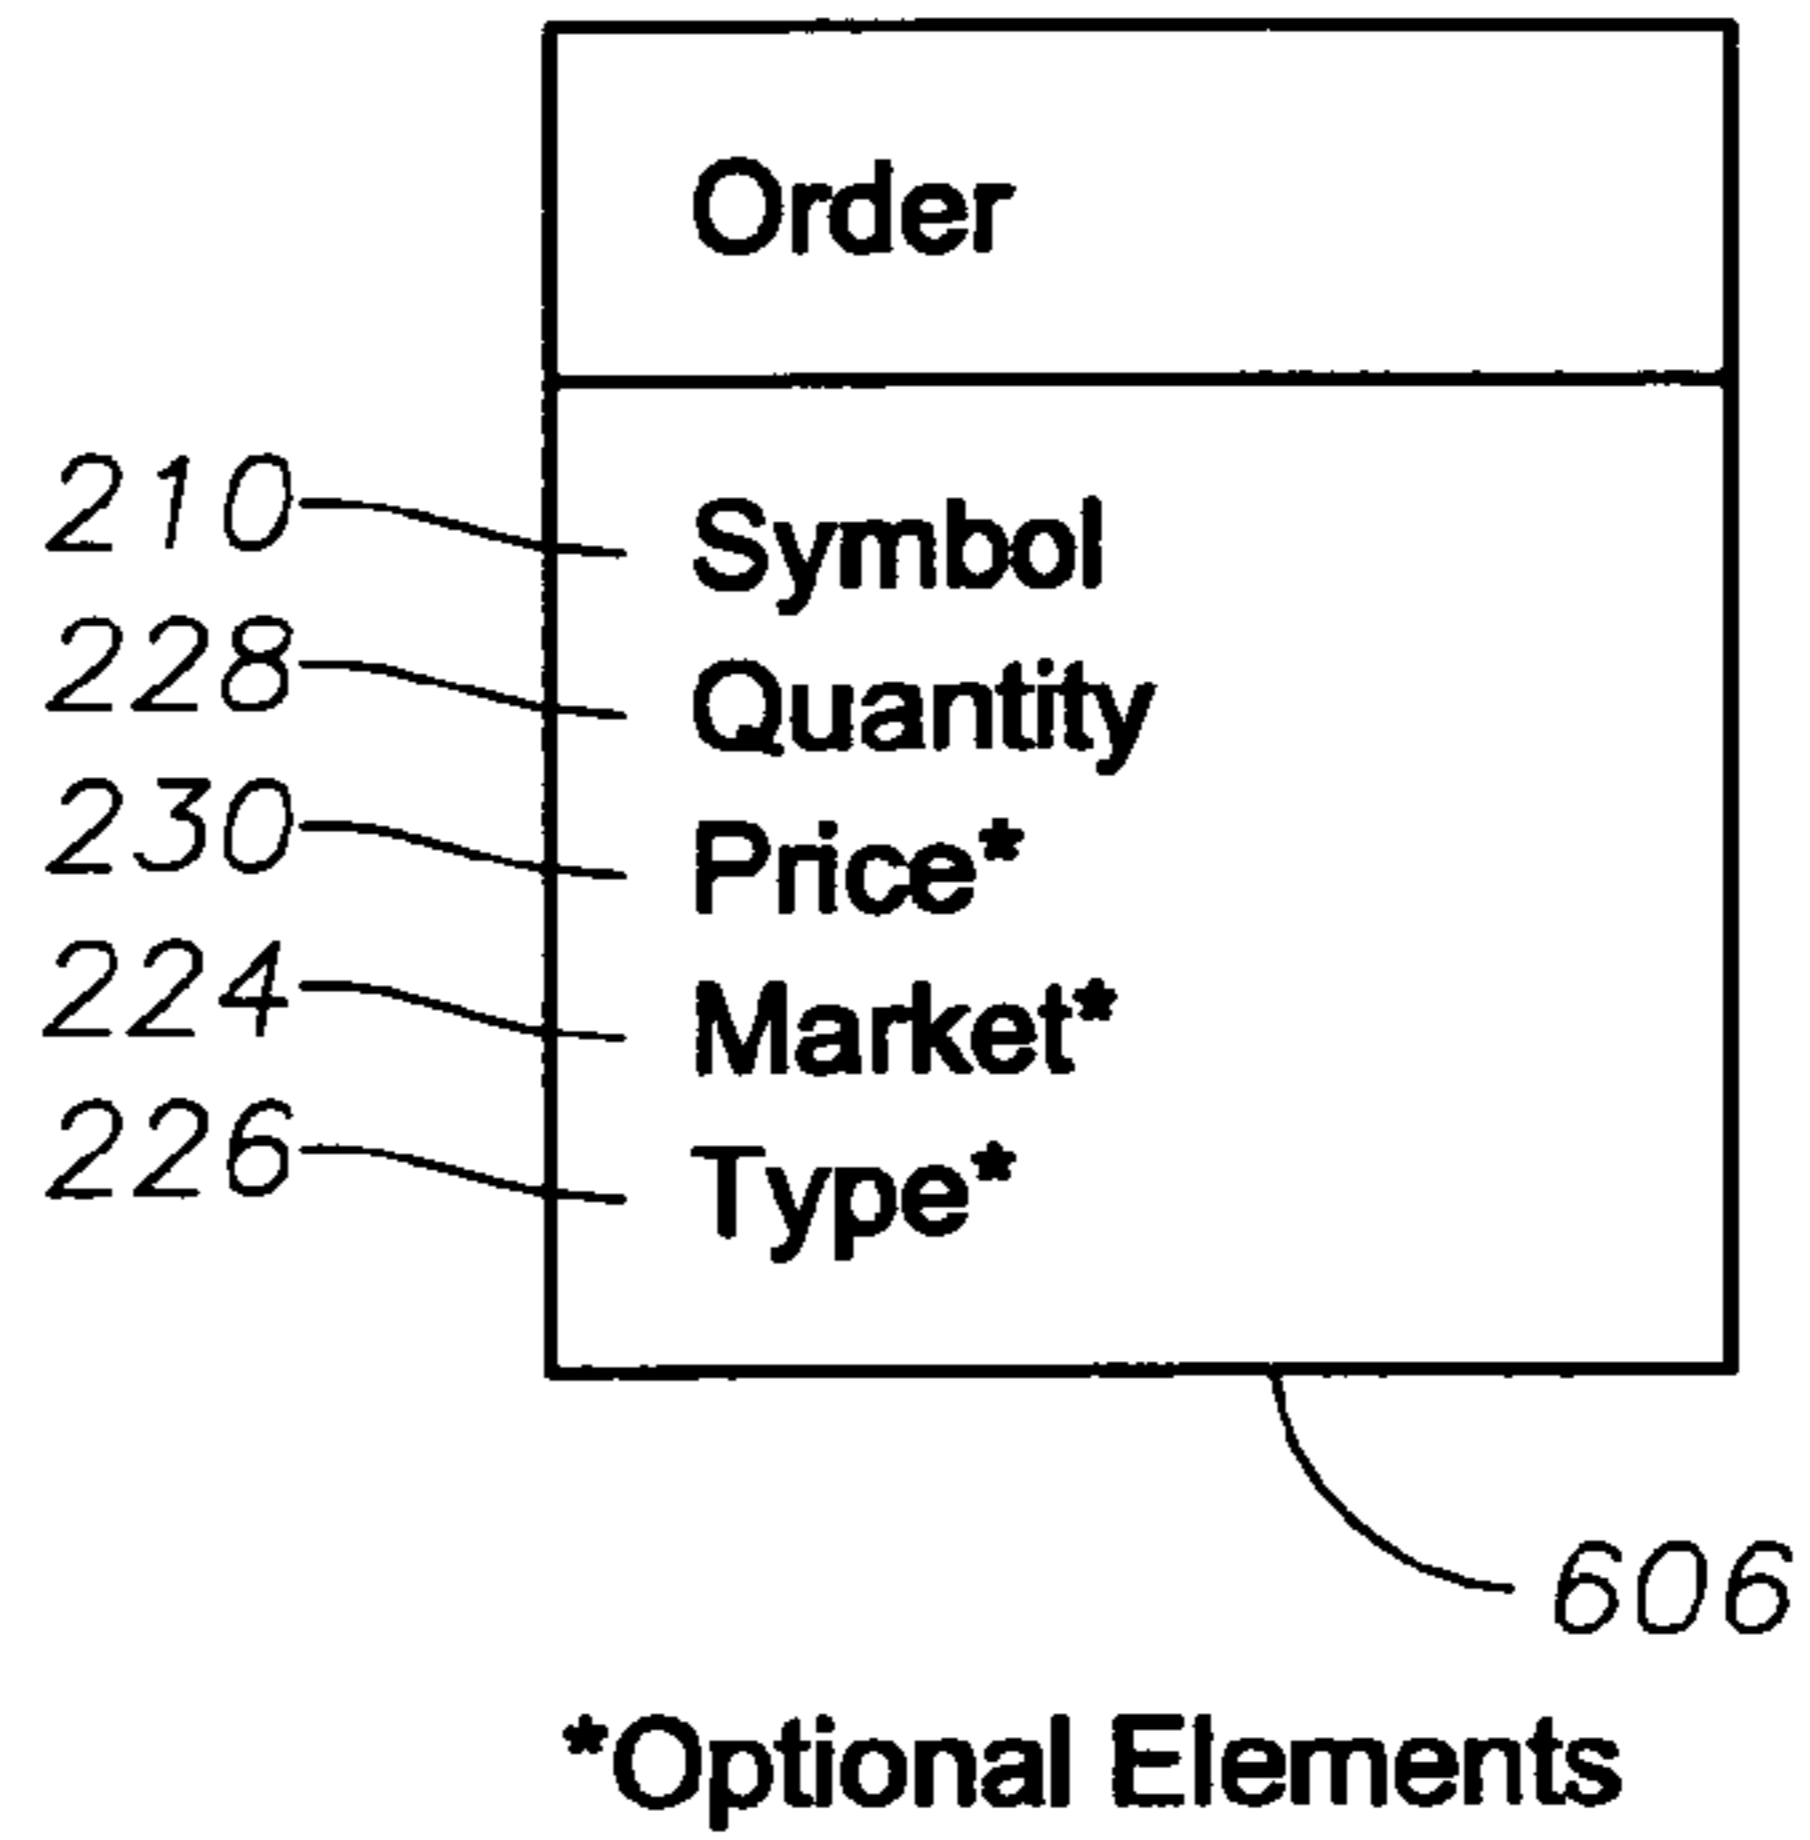 Order
210 Symbol
228 Quantity
230 Price*
224 Market*
226 Type*
606
*Optional Elements